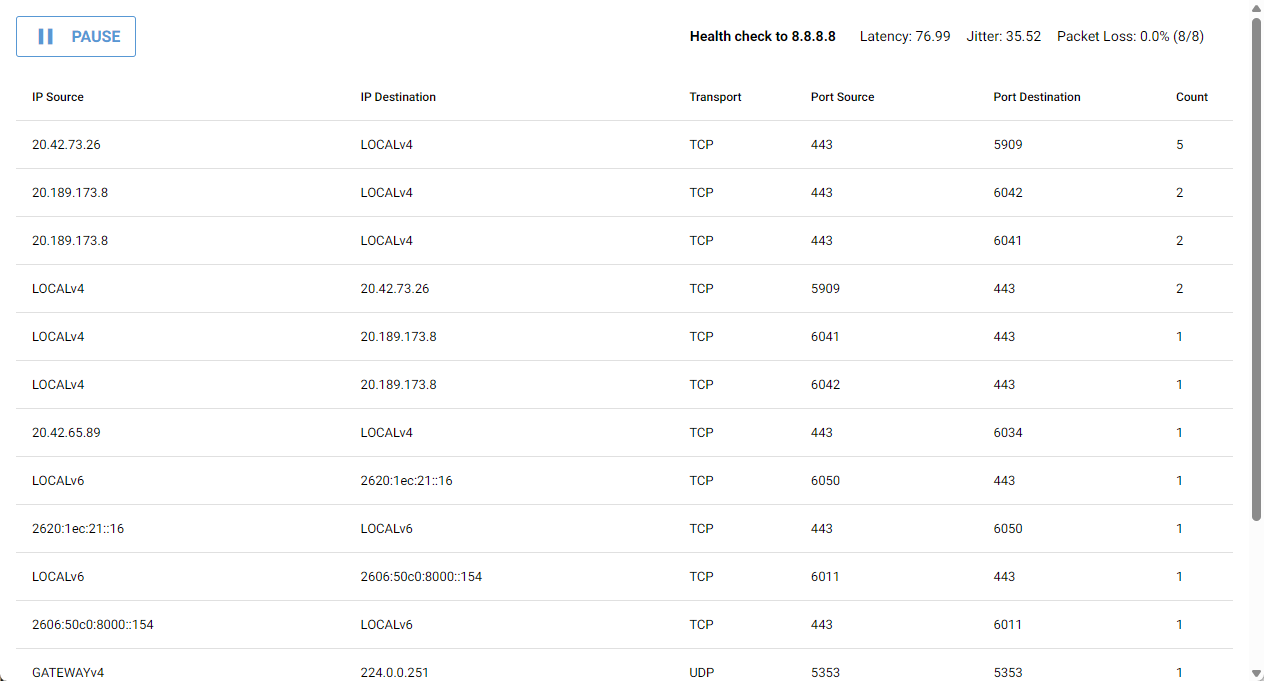 PAUSE Health check to 8.8.8.8 Latency: 76.99 Jitter: 35.52 Packet Loss: 0.0% (8/8)
IP Source IP Destination Transport Port Source Port Destination Count
20.42.73.26 LOCALv4 TCP 443 5909 5
20.189.173.8 LOCALv4 TCP 443 6042 2
20.189.173.8 LOCALv4 TCP 443 6041 2
LOCALv4 20.42.73.26 TCP 5909 443 2
LOCALv4 20.189.173.8 TCP 6041 443 1
LOCALv4 20.189.173.8 TCP 6042 443 1
20.42.65.89 LOCALv4 TCP 443 6034 1
LOCALv6 2620:1ec:21::16 TCP 6050 443 1
2620:1ec:21::16 LOCALv6 TCP 443 6050 1
LOCALv6 2606:50c0:8000::154 TCP 6011 443 1
2606:50c0:8000::154 LOCALv6 TCP 443 6011 1
GATEWAYv4 224.0.0.251 UDP 5353 5353 1